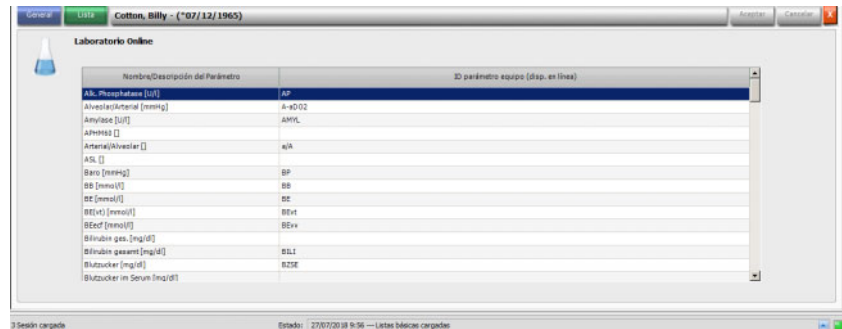 General Lista Cotton, Billy - (*07/12/1965) Aceptar Cancelar X
Laboratorio Online
Nombre/Descripción del Parámetro ID parámetro equipo (disp. en línea)
Alk. Phosphatase [U/l] AP
Alveolar/Arterial [mmHg] A-aDO2
Amylase [U/l] AMYL
APHM63 []
Arterial/Alveolar [] a/A
ASL []
Baro [mmHg] BP
BB [mmol/l] BB
BE [mmol/l] BE
BE(vt) [mmol/l] BEvt
BEecf [mmol/l] BExv
Bilirubin ges. [mg/dl]
Bilirubin gesamt [mg/dl] BILI
Blutzucker [mg/dl] BZSE
Blutzucker im Serum [mg/dl]
3 Sesión cargada Estado: 27/07/2018 9:56 --- Listas básicas cargadas